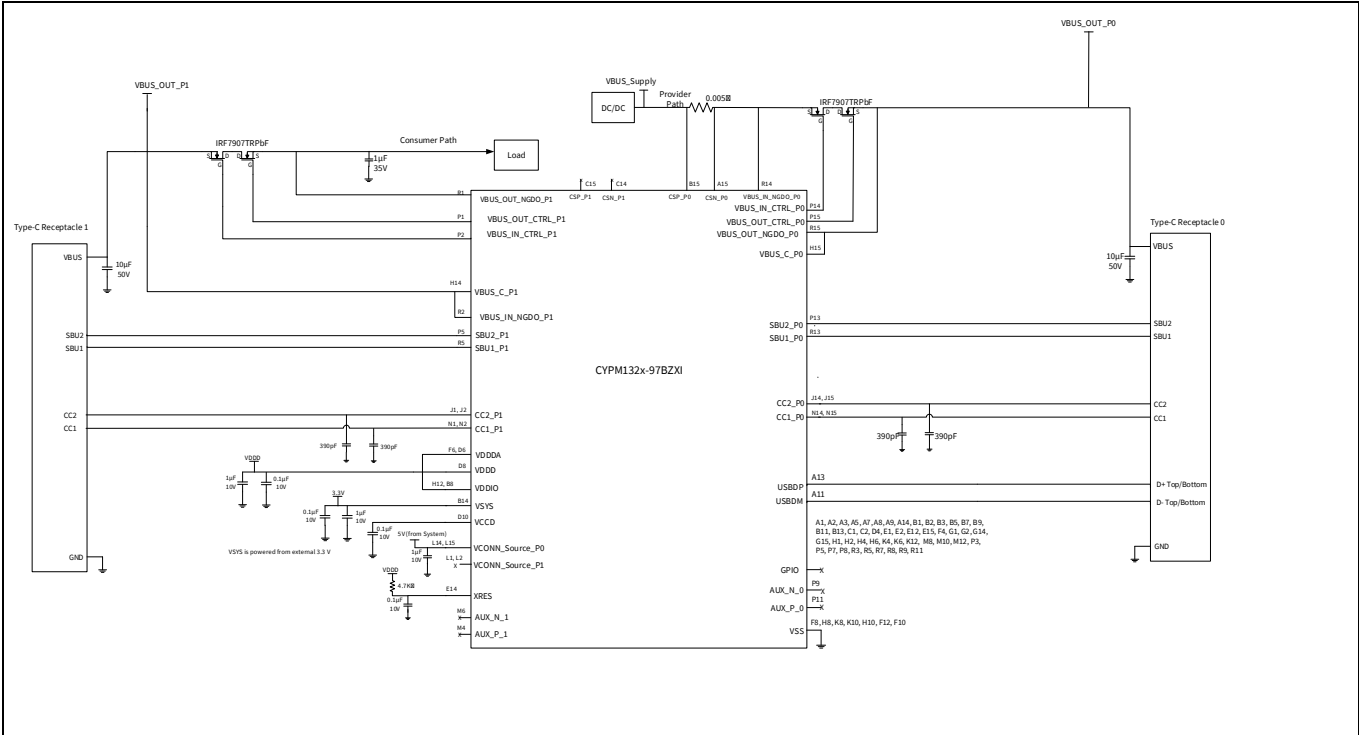 VBUS_OUT_P0
VBUS_OUT_P1
VBUS_Supply
Provider
Path
DC/DC
IRF7907TRPbF
S D D S
G G
IRF7907TRPbF
S D D S
G G
Consumer Path
Load
1µF
35V
C15
C14
B15
A15
R14
CSP_P1
CSN_P1
CSP_P0
CSN_P0
VBUS_IN_NGDO_P0
R1
VBUS_OUT_NGDO_P1
P1
VBUS_OUT_CTRL_P1
P2
VBUS_IN_CTRL_P1
VBUS_IN_CTRL_P0
P14
VBUS_OUT_CTRL_P0
P15
VBUS_OUT_NGDO_P0
R15
VBUS_C_P0
H15
Type-C Receptacle 1
VBUS
10µF
50V
Type-C Receptacle 0
VBUS
10µF
50V
H14
VBUS_C_P1
R2
VBUS_IN_NGDO_P1
SBU2
P5
SBU2_P1
SBU1
R5
SBU1_P1
SBU2_P0
P13
SBU2
SBU1_P0
R13
SBU1
CYPM132x-97BZXI
CC2
J1, J2
CC2_P1
CC1
N1, N2
CC1_P1
390pF
390pF
CC2_P0
J14, J15
CC2
CC1_P0
N14, N15
CC1
390pF
390pF
F6, D6
VDDDA
VDDD
D8
VDDD
1µF
10V
0.1µF
10V
H12, B8
VDDIO
3.3V
B14
VSYS
0.1µF
10V
1µF
10V
D10
VCCD
0.1µF
10V
5V(from System)
L14, L15
VCONN_Source_P0
1µF
10V
L1, L2
X
VCONN_Source_P1
VSYS is powered from external 3.3 V
VDDD
E14
XRES
0.1µF
10V
M6
X
AUX_N_1
M4
X
AUX_P_1
USBDP
A13
D+ Top/Bottom
USBDM
A11
D- Top/Bottom
A1, A2, A3, A5, A7, A8, A9, A14, B1, B2, B3, B5, B7, B9,
B11, B13, C1, C2, D4, E1, E2, E12, E15, F4, G1, G2, G14,
G15, H1, H2, H4, H6, K4, K6, K12, M8, M10, M12, P3,
P5, P7, P8, R3, R5, R7, R8, R9, R11
GPIO
X
AUX_N_0
P9
X
AUX_P_0
P11
X
VSS
F8, H8, K8, K10, H10, F12, F10
GND
GND